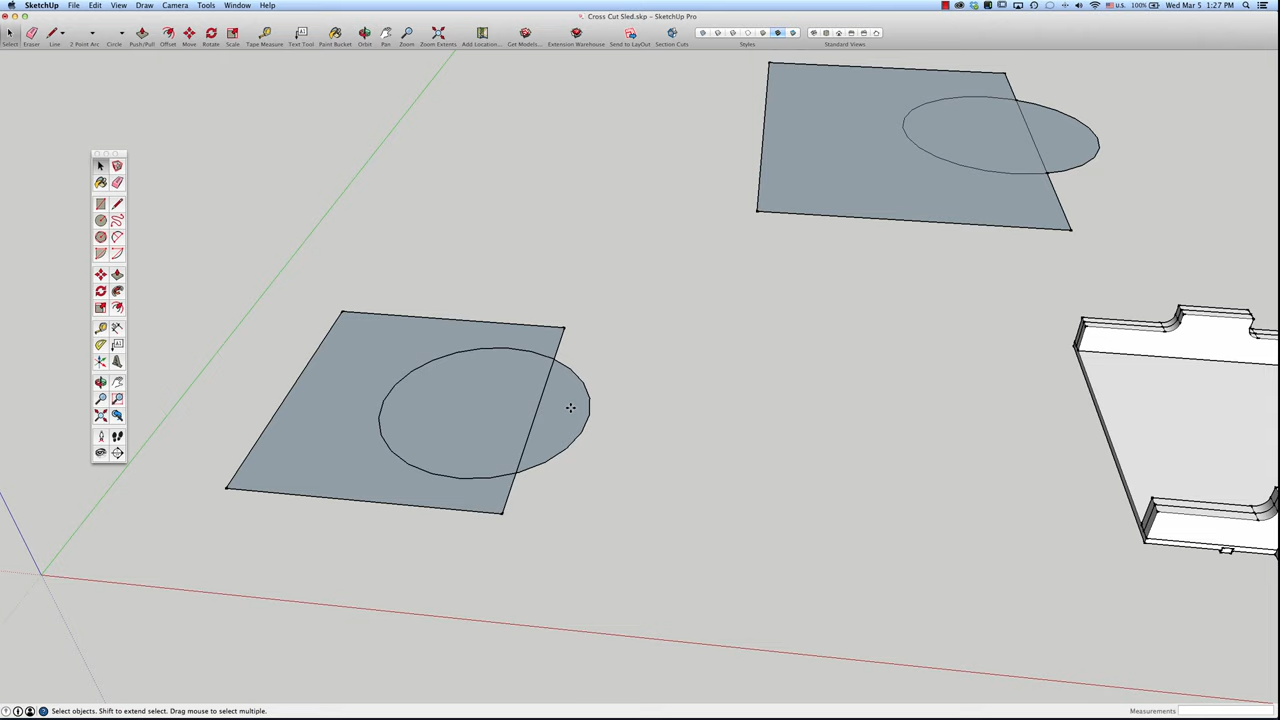 SketchUp File Edit View Draw Camera Tools Window Help
100% Wed Mar 5 1:27 PM
Cross Cut Sled.skp - SketchUp Pro
Select Eraser Line 2 Point Arc Circle Push/Pull Offset Move Rotate Scale Tape Measure Text Tool Paint Bucket Orbit Pan Zoom Zoom Extents Add Location... Get Models... Extension Warehouse Send to LayOut Section Cuts Styles Standard Views
Select objects. Shift to extend select. Drag mouse to select multiple. Measurements